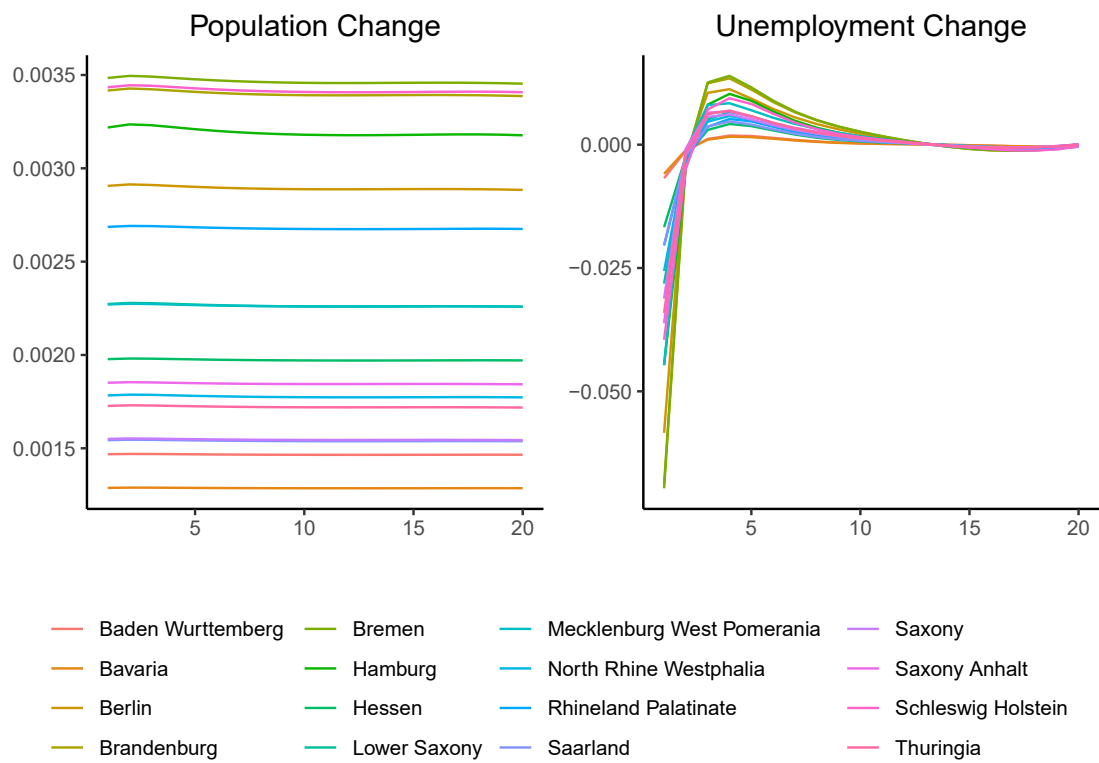 Population Change
Unemployment Change
0.0035
0.0030
0.0025
0.0020
0.0015
5 10 15 20
0.000
−0.025
−0.050
5 10 15 20
Baden Wurttemberg Bremen Mecklenburg West Pomerania Saxony
Bavaria Hamburg North Rhine Westphalia Saxony Anhalt
Berlin Hessen Rhineland Palatinate Schleswig Holstein
Brandenburg Lower Saxony Saarland Thuringia